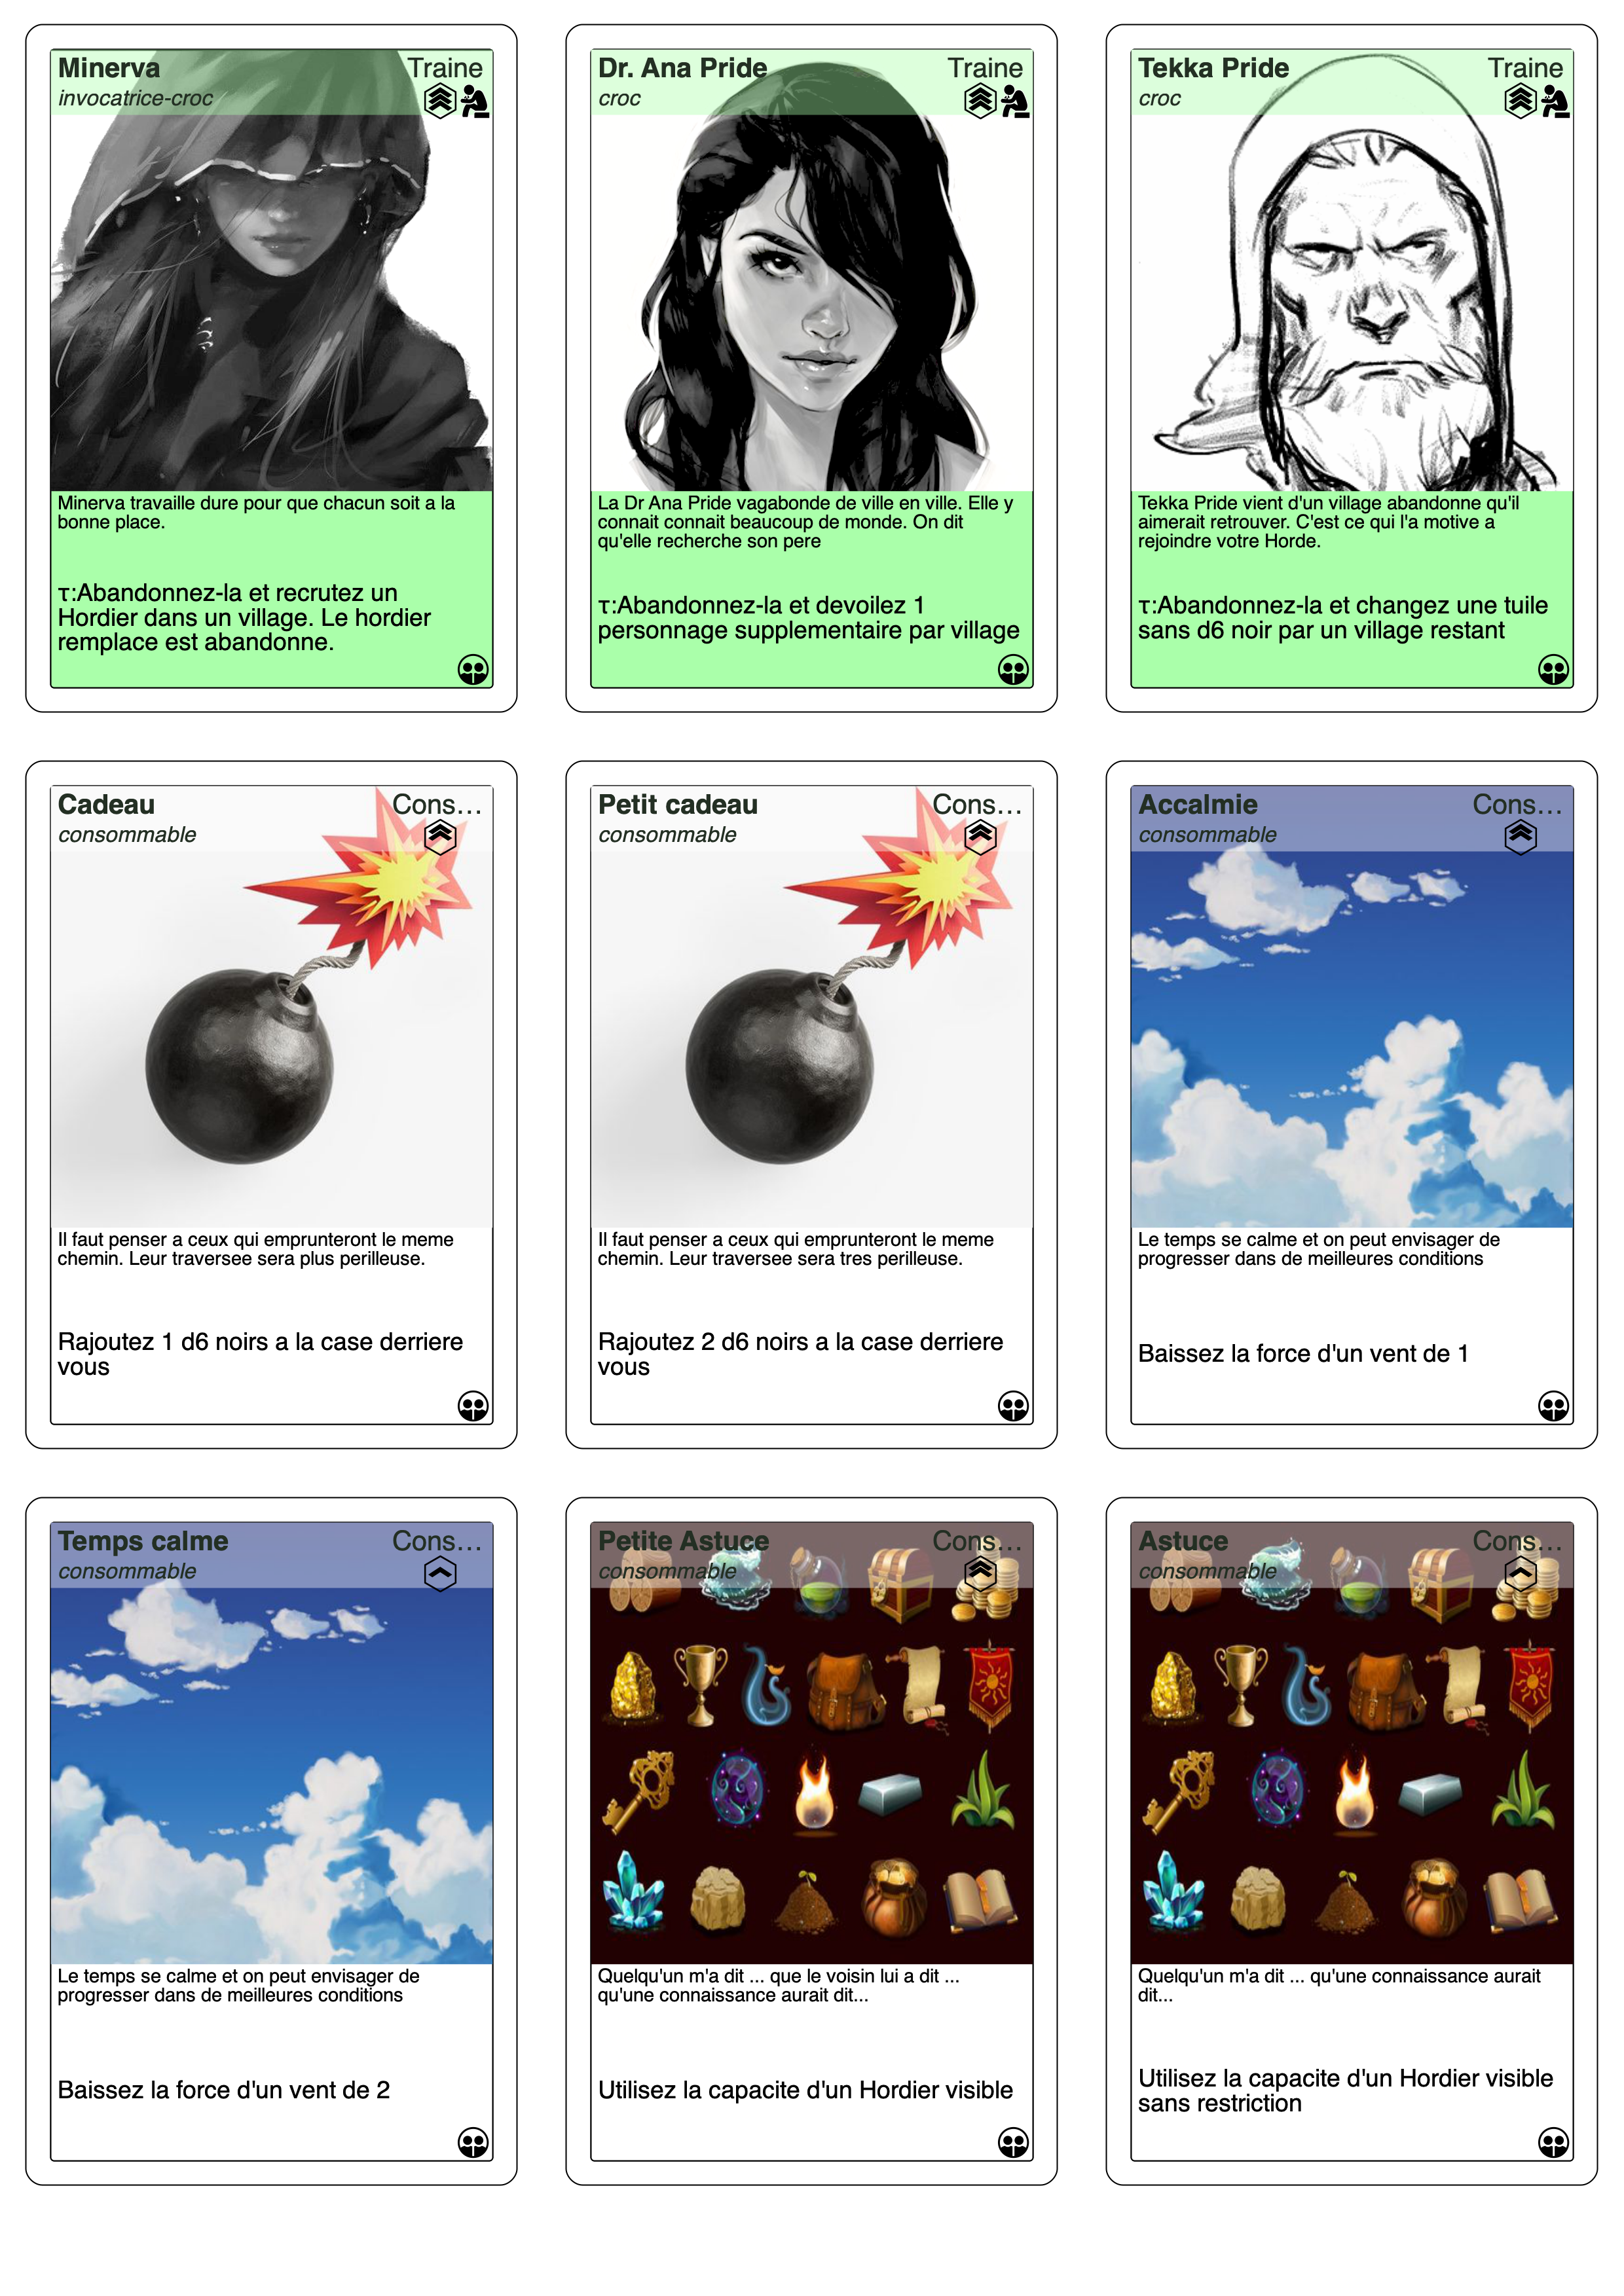 Minerva Traine
invocatrice-croc
Minerva travaille dure pour que chacun soit a la
bonne place.
τ:Abandonnez-la et recrutez un
Hordier dans un village. Le hordier
remplace est abandonne.
Dr. Ana Pride Traine
croc
La Dr Ana Pride vagabonde de ville en ville. Elle y
connait connait beaucoup de monde. On dit
qu'elle recherche son pere
τ:Abandonnez-la et devoilez 1
personnage supplementaire par village
Tekka Pride Traine
croc
Tekka Pride vient d'un village abandonne qu'il
aimerait retrouver. C'est ce qui l'a motive a
rejoindre votre Horde.
τ:Abandonnez-la et changez une tuile
sans d6 noir par un village restant
Cadeau Cons…
consommable
Il faut penser a ceux qui emprunteront le meme
chemin. Leur traversee sera plus perilleuse.
Rajoutez 1 d6 noirs a la case derriere
vous
Petit cadeau Cons…
consommable
Il faut penser a ceux qui emprunteront le meme
chemin. Leur traversee sera tres perilleuse.
Rajoutez 2 d6 noirs a la case derriere
vous
Accalmie Cons…
consommable
Le temps se calme et on peut envisager de
progresser dans de meilleures conditions
Baissez la force d'un vent de 1
Temps calme Cons…
consommable
Le temps se calme et on peut envisager de
progresser dans de meilleures conditions
Baissez la force d'un vent de 2
Petite Astuce Cons…
consommable
Quelqu'un m'a dit ... que le voisin lui a dit ...
qu'une connaissance aurait dit...
Utilisez la capacite d'un Hordier visible
Astuce Cons…
consommable
Quelqu'un m'a dit ... qu'une connaissance aurait
dit...
Utilisez la capacite d'un Hordier visible
sans restriction